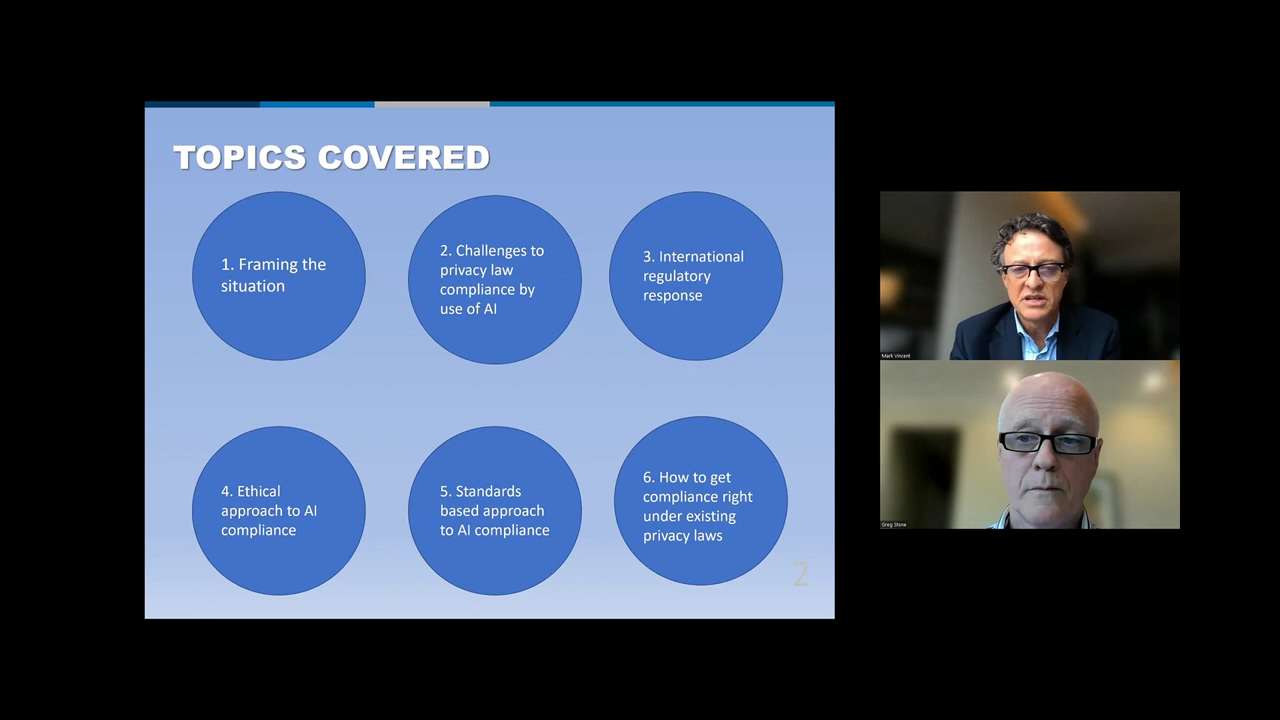 TOPICS COVERED
1. Framing the
situation
2. Challenges to
privacy law
compliance by
use of AI
3. International
regulatory
response
4. Ethical
approach to AI
compliance
5. Standards
based approach
to AI compliance
6. How to get
compliance right
under existing
privacy laws
2
Mark Vincent
Greg Stone